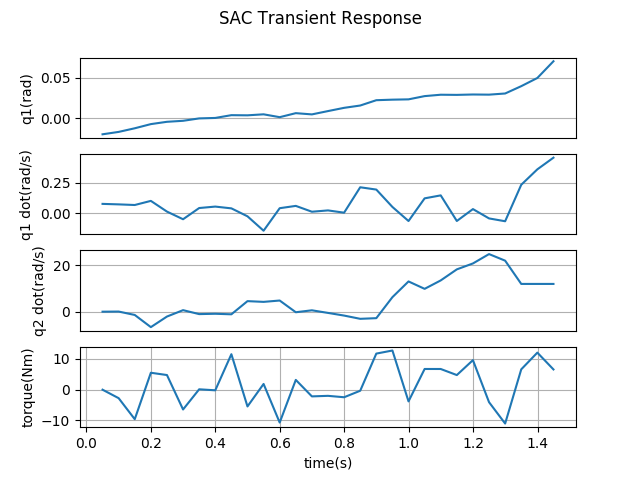 SAC Transient Response
0.05
0.00
q1(rad)
0.25
0.00
q1 dot(rad/s)
20
0
q2 dot(rad/s)
10
0
−10
torque(Nm)
0.0 0.2 0.4 0.6 0.8 1.0 1.2 1.4
time(s)